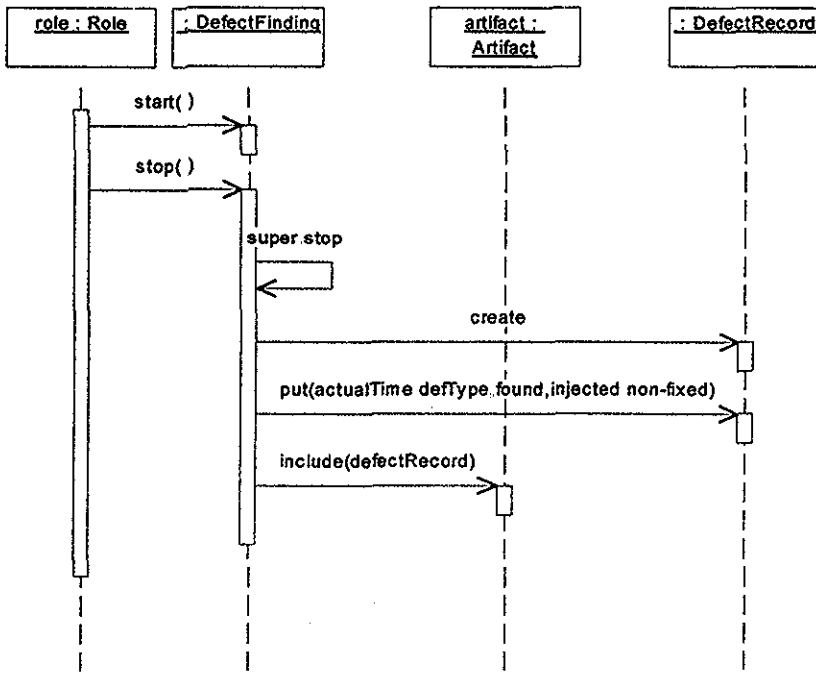 role : Role
: DefectFinding
artifact :
Artifact
: DefectRecord
start( )
stop( )
super.stop
create
put(actualTime defType,found,injected non-fixed)
include(defectRecord)